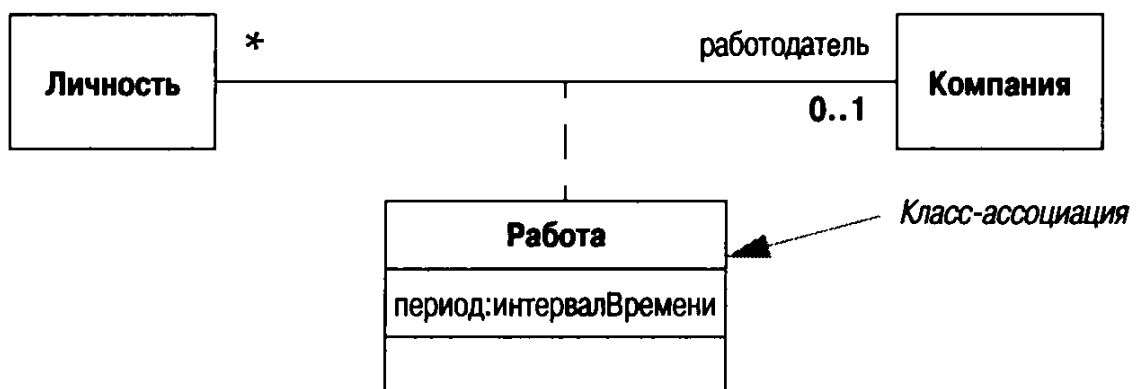 *
работодатель
Личность
Компания
0..1
Класс-ассоциация
Работа
период:интервалВремени